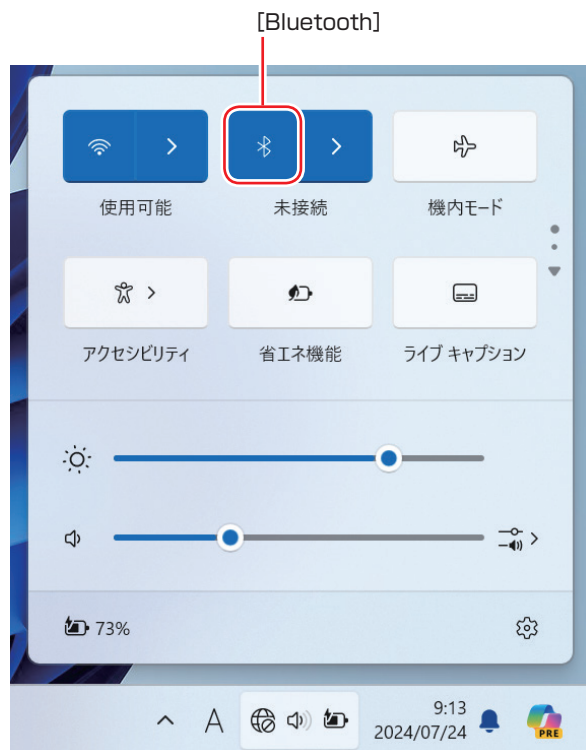 [Bluetooth]
使用可能
未接続
機内モード
アクセシビリティ
省エネ機能
ライブ キャプション
73%
A
9:13
2024/07/24
PRE